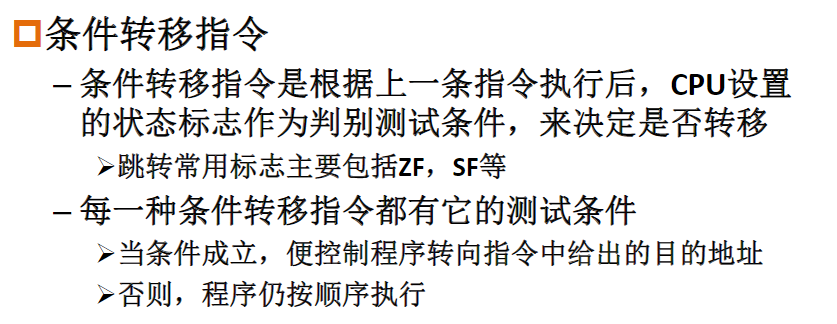 条件转移指令
– 条件转移指令是根据上一条指令执行后，CPU设置
的状态标志作为判别测试条件，来决定是否转移
➢跳转常用标志主要包括ZF，SF等
– 每一种条件转移指令都有它的测试条件
➢当条件成立，便控制程序转向指令中给出的目的地址
➢否则，程序仍按顺序执行